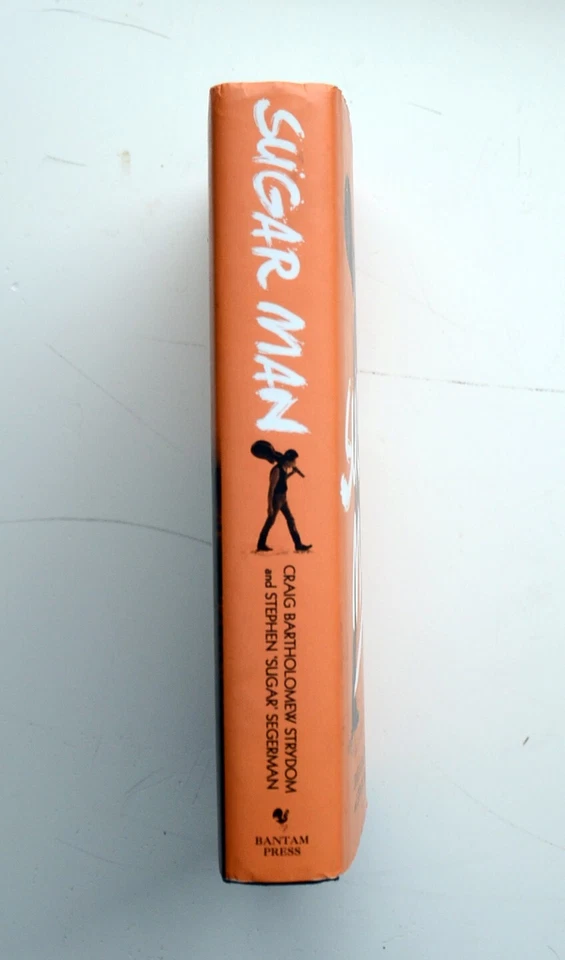 SUGAR MAN
CRAIG BARTHOLOMEW STRYDOM
and STEPHEN 'SUGAR' SEGERMAN
BANTAM
PRESS